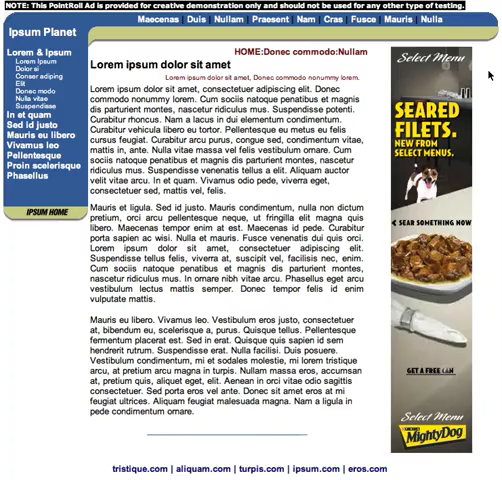 NOTE: This PointRoll Ad is provided for creative demonstration only and should not be used for any other type of testing.
Maecenas | Duis | Nullam | Praesent | Nam | Cras | Fusce | Mauris | Nulla
Ipsum Planet
Lorem & Ipsum
Lorem Ipsum
Dolor si
Conser adiping
Elit
Donec modo
Nulla vitae
Suspendisse
In et quam
Sed id justo
Mauris eu libero
Vivamus leo
Pellentesque
Proin scelerisque
Phasellus
IPSUM HOME
HOME:Donec commodo:Nullam
Lorem ipsum dolor sit amet
Lorem ipsum dolor sit amet, Donec commodo nonummy lorem.
Lorem ipsum dolor sit amet, consectetuer adipiscing elit. Donec
commodo nonummy lorem. Cum sociis natoque penatibus et magnis
dis parturient montes, nascetur ridiculus mus. Suspendisse potenti.
Curabitur rhoncus. Nam a lacus in dui elementum condimentum.
Curabitur vehicula libero eu tortor. Pellentesque eu metus eu felis
cursus feugiat. Curabitur arcu purus, congue sed, condimentum vitae,
mattis in, ante. Nulla vitae massa vel felis vestibulum ornare. Cum
sociis natoque penatibus et magnis dis parturient montes, nascetur
ridiculus mus. Suspendisse venenatis tellus a elit. Aliquam auctor
velit vitae arcu. In et quam. Vivamus odio pede, viverra eget,
consectetuer sed, mattis vel, felis.
Mauris et ligula. Sed id justo. Mauris condimentum, nulla non dictum
pretium, orci arcu pellentesque neque, ut fringilla elit magna quis
libero. Maecenas tempor enim at est. Maecenas id pede. Curabitur
porta sapien ac wisi. Nulla et mauris. Fusce venenatis dui quis orci.
Lorem ipsum dolor sit amet, consectetuer adipiscing elit.
Suspendisse tellus felis, viverra at, suscipit vel, facilisis nec, enim.
Cum sociis natoque penatibus et magnis dis parturient montes,
nascetur ridiculus mus. In ornare nibh vitae arcu. Phasellus eget arcu
vestibulum lectus mattis semper. Donec tempor felis id enim
vulputate mattis.
Mauris eu libero. Vivamus leo. Vestibulum eros justo, consectetuer
at, bibendum eu, scelerisque a, purus. Quisque tellus. Pellentesque
fermentum placerat est. Sed in erat. Quisque quis sapien id sem
hendrerit rutrum. Suspendisse erat. Nulla facilisi. Duis posuere.
Vestibulum condimentum, mi et sodales molestie, mi lorem tristique
arcu, at pretium arcu magna in turpis. Nullam massa eros, accumsan
at, pretium quis, aliquet eget, elit. Aenean in orci vitae odio sagittis
consectetuer. Sed porta eros vel ante. Donec sit amet eros at mi
feugiat ultrices. Aliquam feugiat malesuada magna. Nam a ligula in
pede condimentum ornare.
Select Menu
SEARED
FILETS.
NEW FROM
SELECT MENUS.
SEAR SOMETHING NOW
GET A FREE CAN
Select Menu
MightyDog
tristique.com | aliquam.com | turpis.com | ipsum.com | eros.com